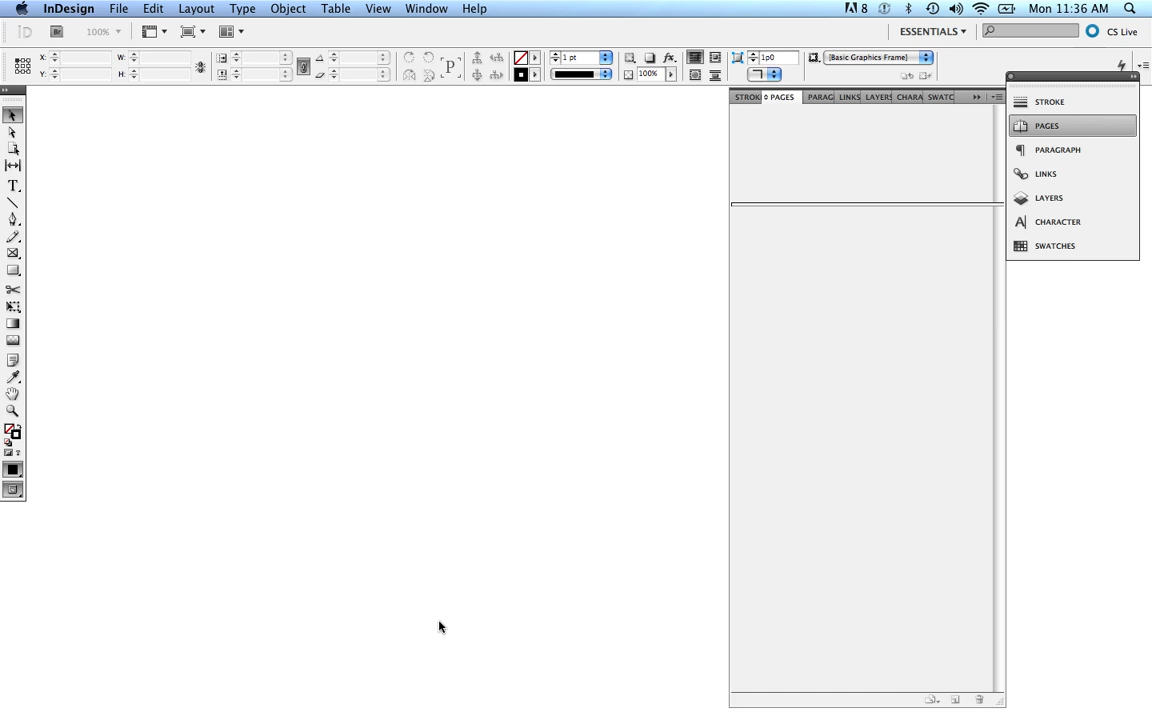 InDesign File Edit Layout Type Object Table View Window Help 8 Mon 11:36 AM
Br 100% ESSENTIALS CS Live
X: W: 1 pt 1p0 [Basic Graphics Frame]
Y: H: P 100%
STROK PAGES PARAG LINKS LAYERS CHARA SWATC
STROKE
PAGES
PARAGRAPH
LINKS
LAYERS
CHARACTER
SWATCHES
T